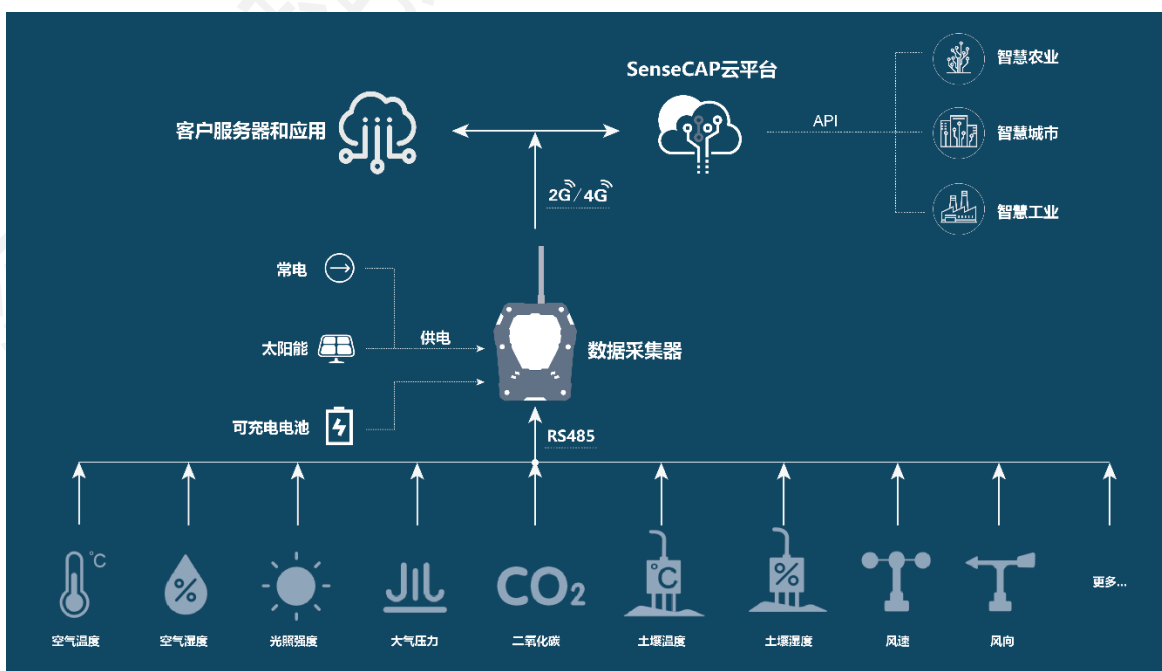 SenseCAP云平台
智慧农业
客户服务器和应用
API
智慧城市
2G/4G
智慧工业
常电
太阳能
供电
数据采集器
可充电电池
RS485
°C
%
CO2
°C
%
更多...
空气温度
空气湿度
光照强度
大气压力
二氧化碳
土壤温度
土壤湿度
风速
风向